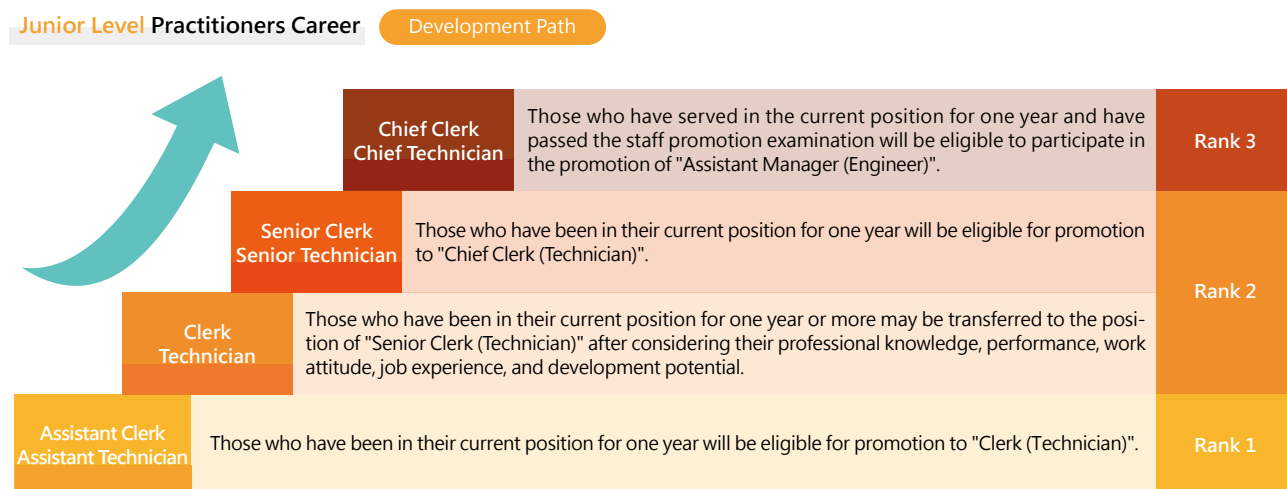 Junior Level Practitioners Career
Development Path
Chief Clerk
Chief Technician
Those who have served in the current position for one year and have
passed the staff promotion examination will be eligible to participate in
the promotion of "Assistant Manager (Engineer)".
Rank 3
Senior Clerk
Senior Technician
Those who have been in their current position for one year will be eligible for promotion
to "Chief Clerk (Technician)".
Rank 2
Clerk
Technician
Those who have been in their current position for one year or more may be transferred to the posi-
tion of "Senior Clerk (Technician)" after considering their professional knowledge, performance, work
attitude, job experience, and development potential.
Assistant Clerk
Assistant Technician
Those who have been in their current position for one year will be eligible for promotion to "Clerk (Technician)".
Rank 1